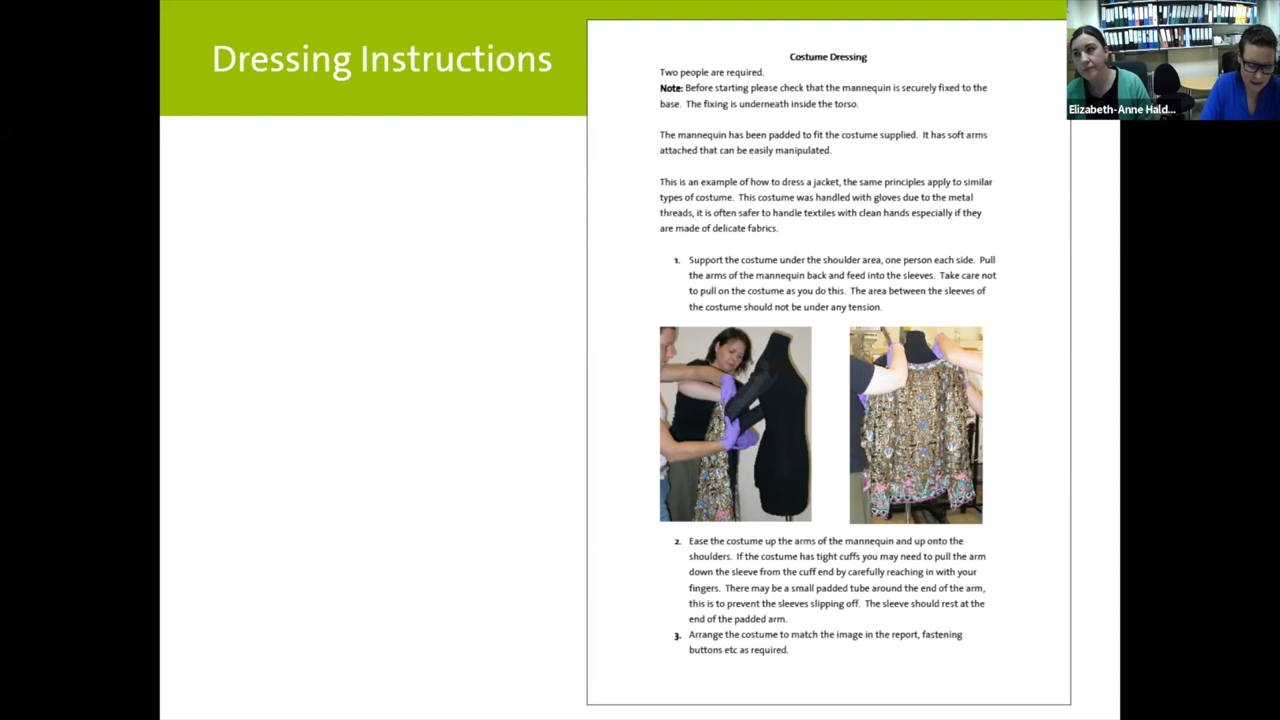 Dressing Instructions
Costume Dressing
Two people are required.
Note: Before starting please check that the mannequin is securely fixed to the
base. The fixing is underneath inside the torso.
The mannequin has been padded to fit the costume supplied. It has soft arms
attached that can be easily manipulated.
This is an example of how to dress a jacket, the same principles apply to similar
types of costume. This costume was handled with gloves due to the metal
threads, it is often safer to handle textiles with clean hands especially if they
are made of delicate fabrics.
1. Support the costume under the shoulder area, one person each side. Pull
the arms of the mannequin back and feed into the sleeves. Take care not
to pull on the costume as you do this. The area between the sleeves of
the costume should not be under any tension.
2. Ease the costume up the arms of the mannequin and up onto the
shoulders. If the costume has tight cuffs you may need to pull the arm
down the sleeve from the cuff end by carefully reaching in with your
fingers. There may be a small padded tube around the end of the arm,
this is to prevent the sleeves slipping off. The sleeve should rest at the
end of the padded arm.
3. Arrange the costume to match the image in the report, fastening
buttons etc as required.
Elizabeth-Anne Hald...